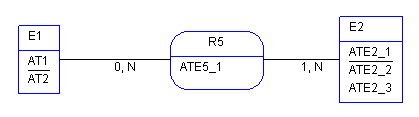 E1
AT1
AT2
0, N
R5
ATE5_1
1, N
E2
ATE2_1
ATE2_2
ATE2_3